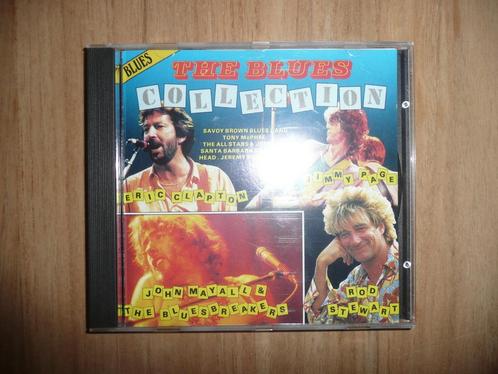 BLUES
THE BLUES
COLLECTION
SAVOY BROWN BLUES BAND
TONY McPHEE
THE ALL STARS &
SANTA BARBARA
HEAD . JEREMY
ERIC CLAPTON
JIMMY PAGE
JOHN MAYALL &
THE BLUESBREAKERS
ROD
STEWART